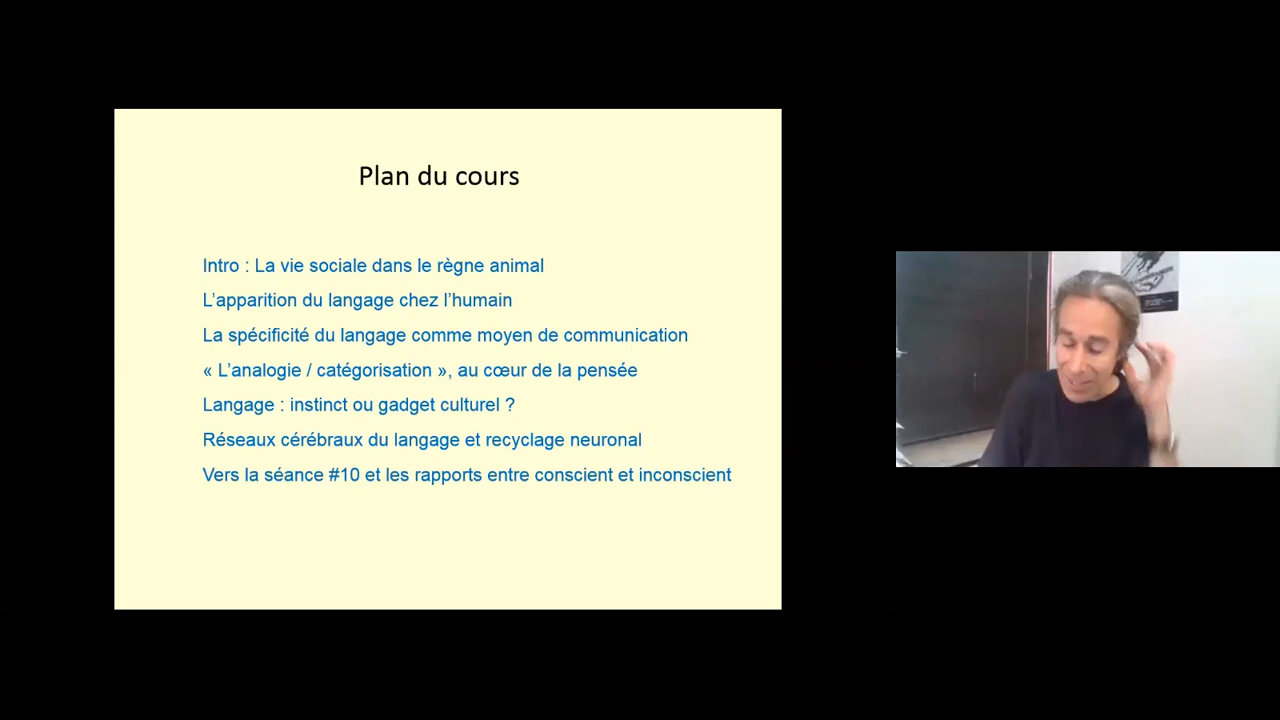 Plan du cours
Intro : La vie sociale dans le règne animal
L’apparition du langage chez l’humain
La spécificité du langage comme moyen de communication
« L’analogie / catégorisation », au cœur de la pensée
Langage : instinct ou gadget culturel ?
Réseaux cérébraux du langage et recyclage neuronal
Vers la séance #10 et les rapports entre conscient et inconscient